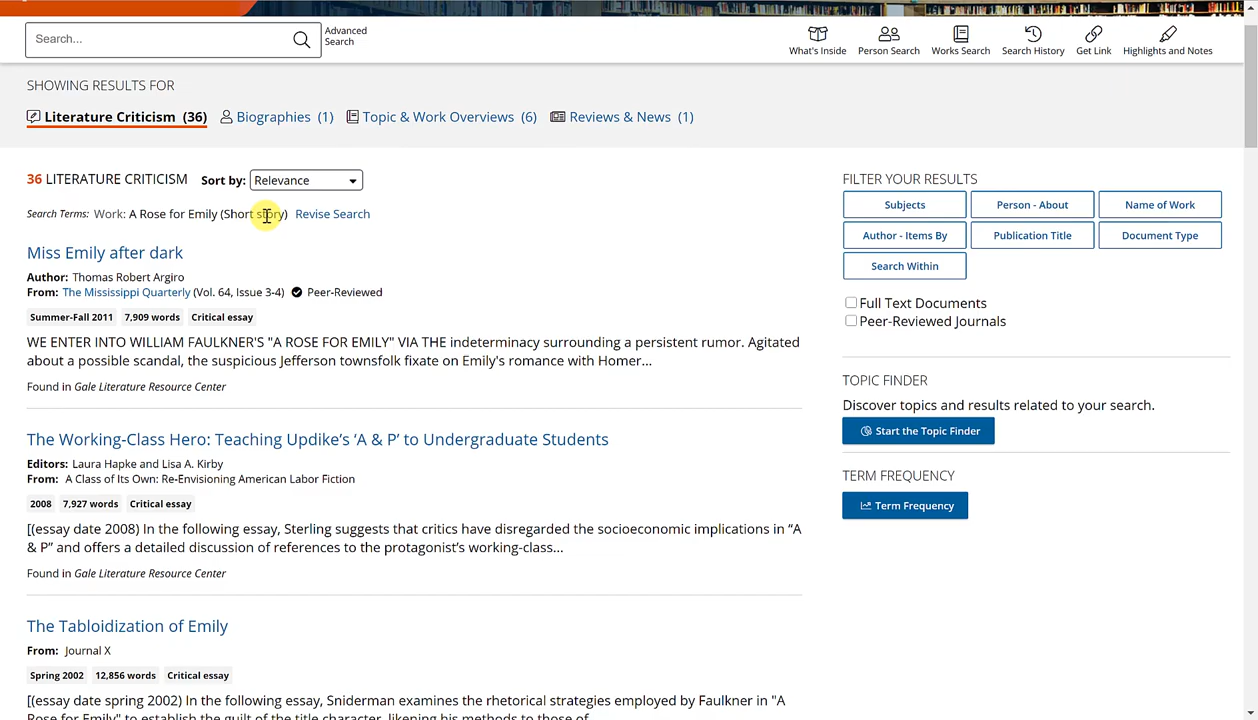 Search...
Advanced
Search
What's Inside
Person Search
Works Search
Search History
Get Link
Highlights and Notes
SHOWING RESULTS FOR
Literature Criticism (36)
Biographies (1)
Topic & Work Overviews (6)
Reviews & News (1)
36 LITERATURE CRITICISM
Sort by: Relevance
Search Terms: Work: A Rose for Emily (Short story) Revise Search
Miss Emily after dark
Author: Thomas Robert Argiro
From: The Mississippi Quarterly (Vol. 64, Issue 3-4) Peer-Reviewed
Summer-Fall 2011 7,909 words Critical essay
WE ENTER INTO WILLIAM FAULKNER'S "A ROSE FOR EMILY" VIA THE indeterminacy surrounding a persistent rumor. Agitated
about a possible scandal, the suspicious Jefferson townsfolk fixate on Emily's romance with Homer...
Found in Gale Literature Resource Center
The Working-Class Hero: Teaching Updike's ‘A & P’ to Undergraduate Students
Editors: Laura Hapke and Lisa A. Kirby
From: A Class of Its Own: Re-Envisioning American Labor Fiction
2008 7,927 words Critical essay
[(essay date 2008) In the following essay, Sterling suggests that critics have disregarded the socioeconomic implications in “A
& P” and offers a detailed discussion of references to the protagonist’s working-class...
Found in Gale Literature Resource Center
The Tabloidization of Emily
From: Journal X
Spring 2002 12,856 words Critical essay
[(essay date spring 2002) In the following essay, Sniderman examines the rhetorical strategies employed by Faulkner in "A
Rose for Emily" to establish the guilt of the title character, likening his methods to those of
FILTER YOUR RESULTS
Subjects
Person - About
Name of Work
Author - Items By
Publication Title
Document Type
Search Within
Full Text Documents
Peer-Reviewed Journals
TOPIC FINDER
Discover topics and results related to your search.
Start the Topic Finder
TERM FREQUENCY
Term Frequency